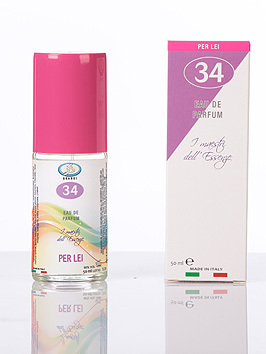 34
EAU DE
PARFUM
I maestri
dell'Essenze
PER LEI
PER LEI
34
EAU DE
PARFUM
I maestri
dell'Essenze
50 ml e
MADE IN ITALY